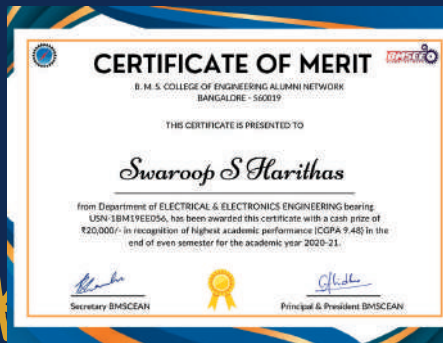 BMSCE
CERTIFICATE OF MERIT
B. M. S. COLLEGE OF ENGINEERING ALUMNI NETWORK
BANGALORE - 560019
THIS CERTIFICATE IS PRESENTED TO
Swaroop S Harithas
from Department of ELECTRICAL & ELECTRONICS ENGINEERING bearing
USN-1BM19EE056, has been awarded this certificate with a cash prize of
₹20,000/- in recognition of highest academic performance (CGPA 9.48) in the
end of even semester for the academic year 2020-21.
Secretary BMSCEAN
Principal & President BMSCEAN